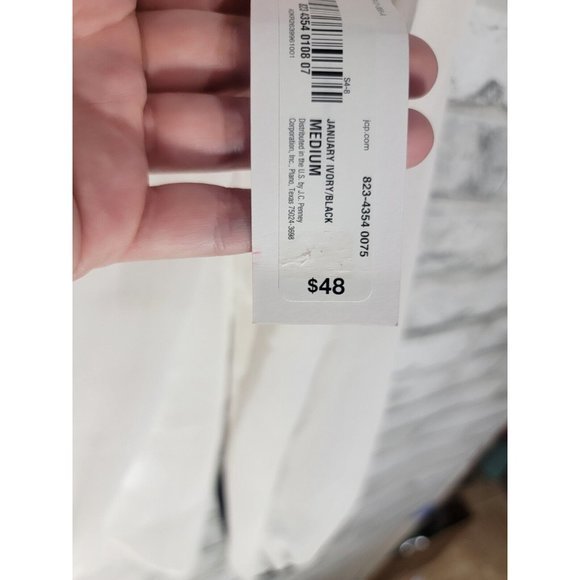 823 4354 0108 07
S4-8
jcp.com
823-4354 0075
JANUARY IVORY/BLACK
MEDIUM
Distributed in the U.S. by J.C. Penney
Corporation, Inc., Plano, Texas 75024-3698
$48